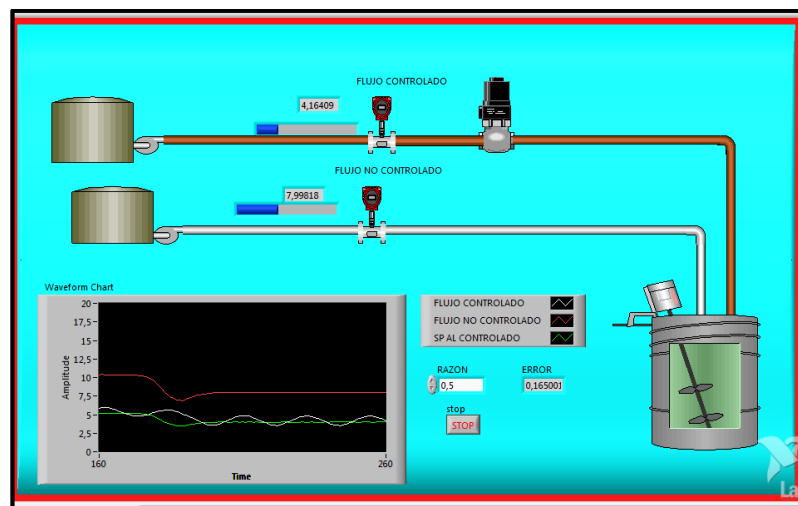 FLUJO CONTROLADO
4,16409
FLUJO NO CONTROLADO
7,99818
Waveform Chart
20
17,5
15
12,5
10
7,5
5
2,5
0
Amplitude
160
260
Time
FLUJO CONTROLADO
FLUJO NO CONTROLADO
SP AL CONTROLADO
RAZON
0,5
ERROR
0,165001
stop
STOP
La